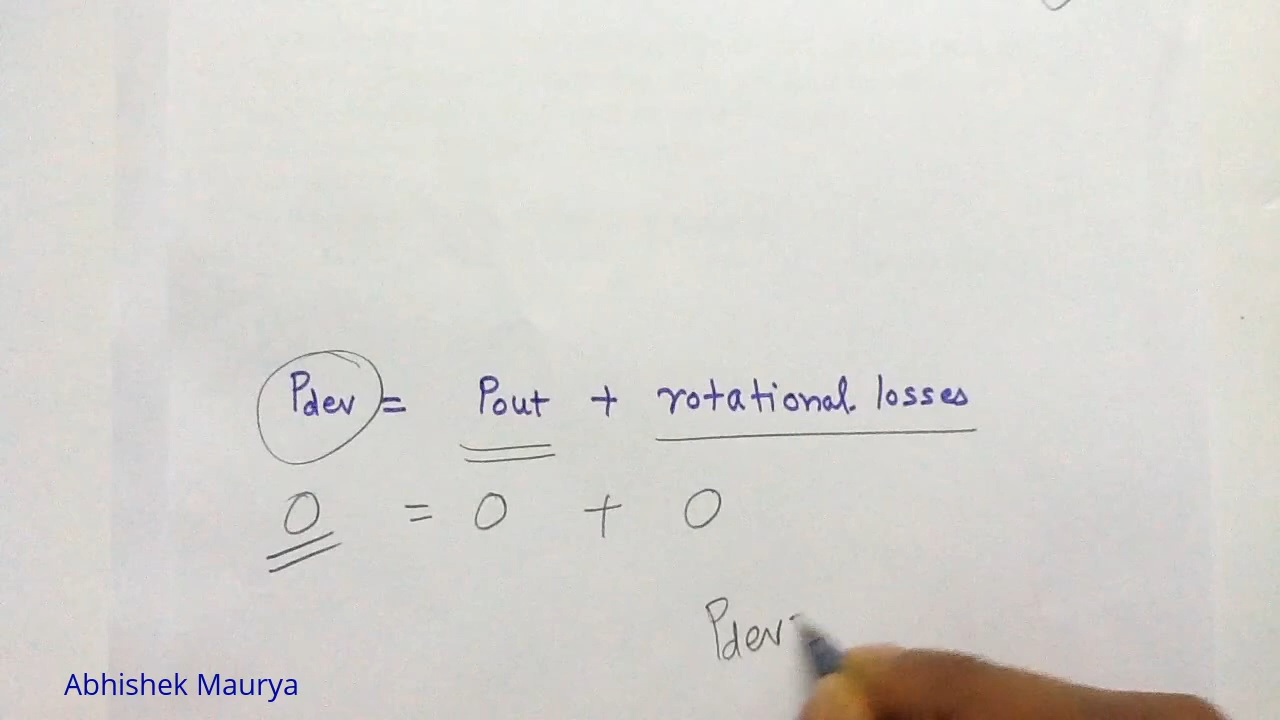 Pdev = Pout + rotational losses
0 = 0 + 0
Pdev
Abhishek Maurya